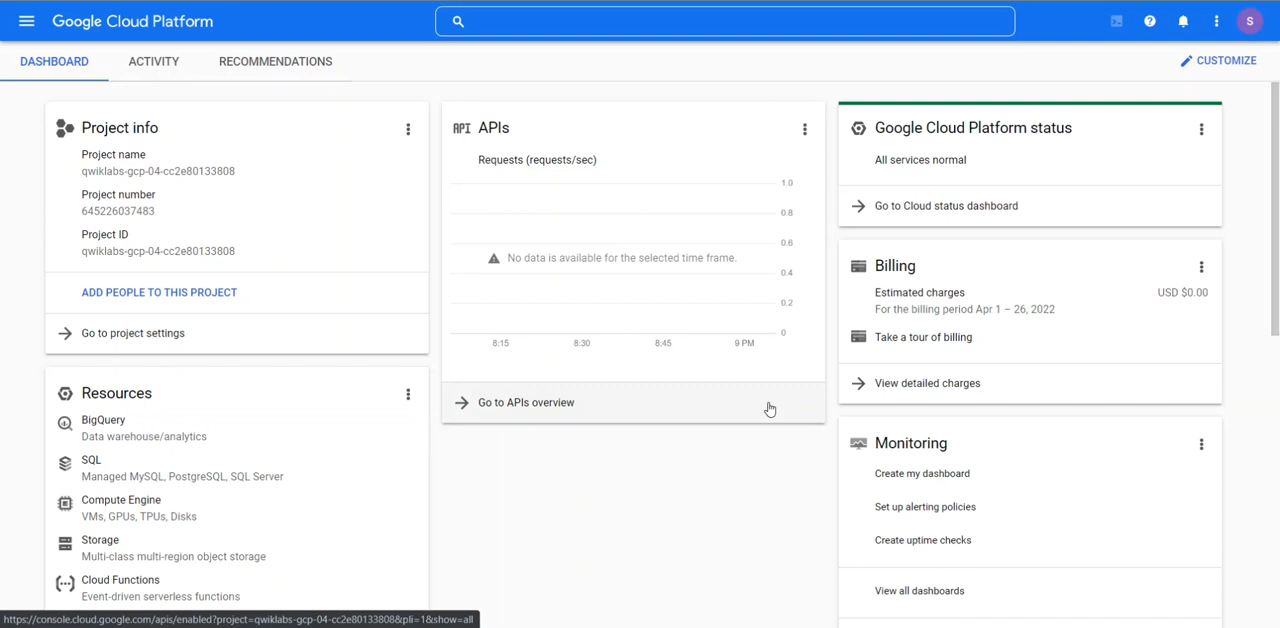 Google Cloud Platform
S
DASHBOARD
ACTIVITY
RECOMMENDATIONS
CUSTOMIZE
Project info
Project name
qwiklabs-gcp-04-cc2e80133808
Project number
645226037483
Project ID
qwiklabs-gcp-04-cc2e80133808
ADD PEOPLE TO THIS PROJECT
Go to project settings
Resources
BigQuery
Data warehouse/analytics
SQL
Managed MySQL, PostgreSQL, SQL Server
Compute Engine
VMs, GPUs, TPUs, Disks
Storage
Multi-class multi-region object storage
Cloud Functions
Event-driven serverless functions
API APIs
Requests (requests/sec)
1.0
0.8
0.6
No data is available for the selected time frame.
0.4
0.2
0
8:15 8:30 8:45 9 PM
Go to APIs overview
Google Cloud Platform status
All services normal
Go to Cloud status dashboard
Billing
Estimated charges USD $0.00
For the billing period Apr 1 – 26, 2022
Take a tour of billing
View detailed charges
Monitoring
Create my dashboard
Set up alerting policies
Create uptime checks
View all dashboards
https://console.cloud.google.com/apis/enabled?project=qwiklabs-gcp-04-cc2e80133808&pli=1&show=all